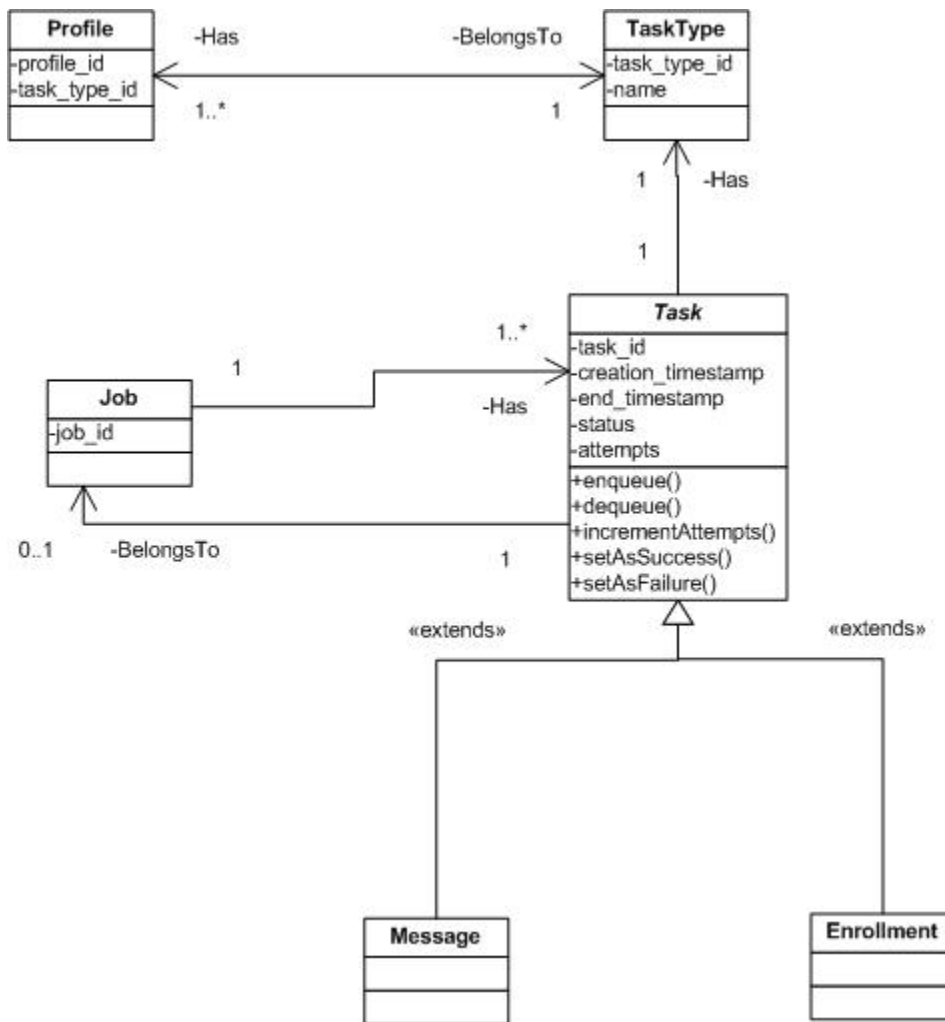 Profile
-profile_id
-task_type_id
-Has
1..*
-BelongsTo
1
TaskType
-task_type_id
-name
1
-Has
1
Task
-task_id
-creation_timestamp
-end_timestamp
-status
-attempts
+enqueue()
+dequeue()
+incrementAttempts()
+setAsSuccess()
+setAsFailure()
1
1..*
-Has
Job
-job_id
0..1
-BelongsTo
1
«extends»
«extends»
Message
Enrollment